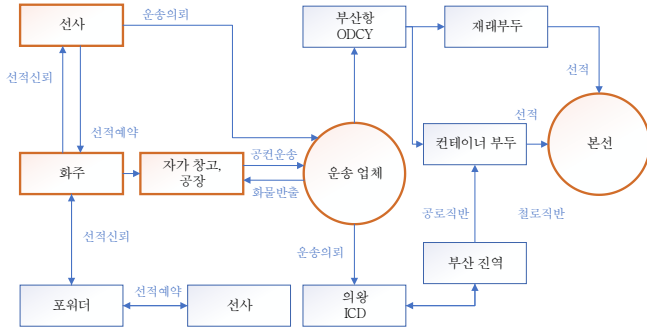 선사
운송의뢰
부산항
ODCY
재래부두
선적신뢰
선적예약
선적
선적
화주
자가 창고,
공장
공컨운송
화물반출
운송 업체
컨테이너 부두
본선
선적신뢰
운송의뢰
공로직반
철로직반
부산 진역
포워더
선적예약
선사
의왕
ICD